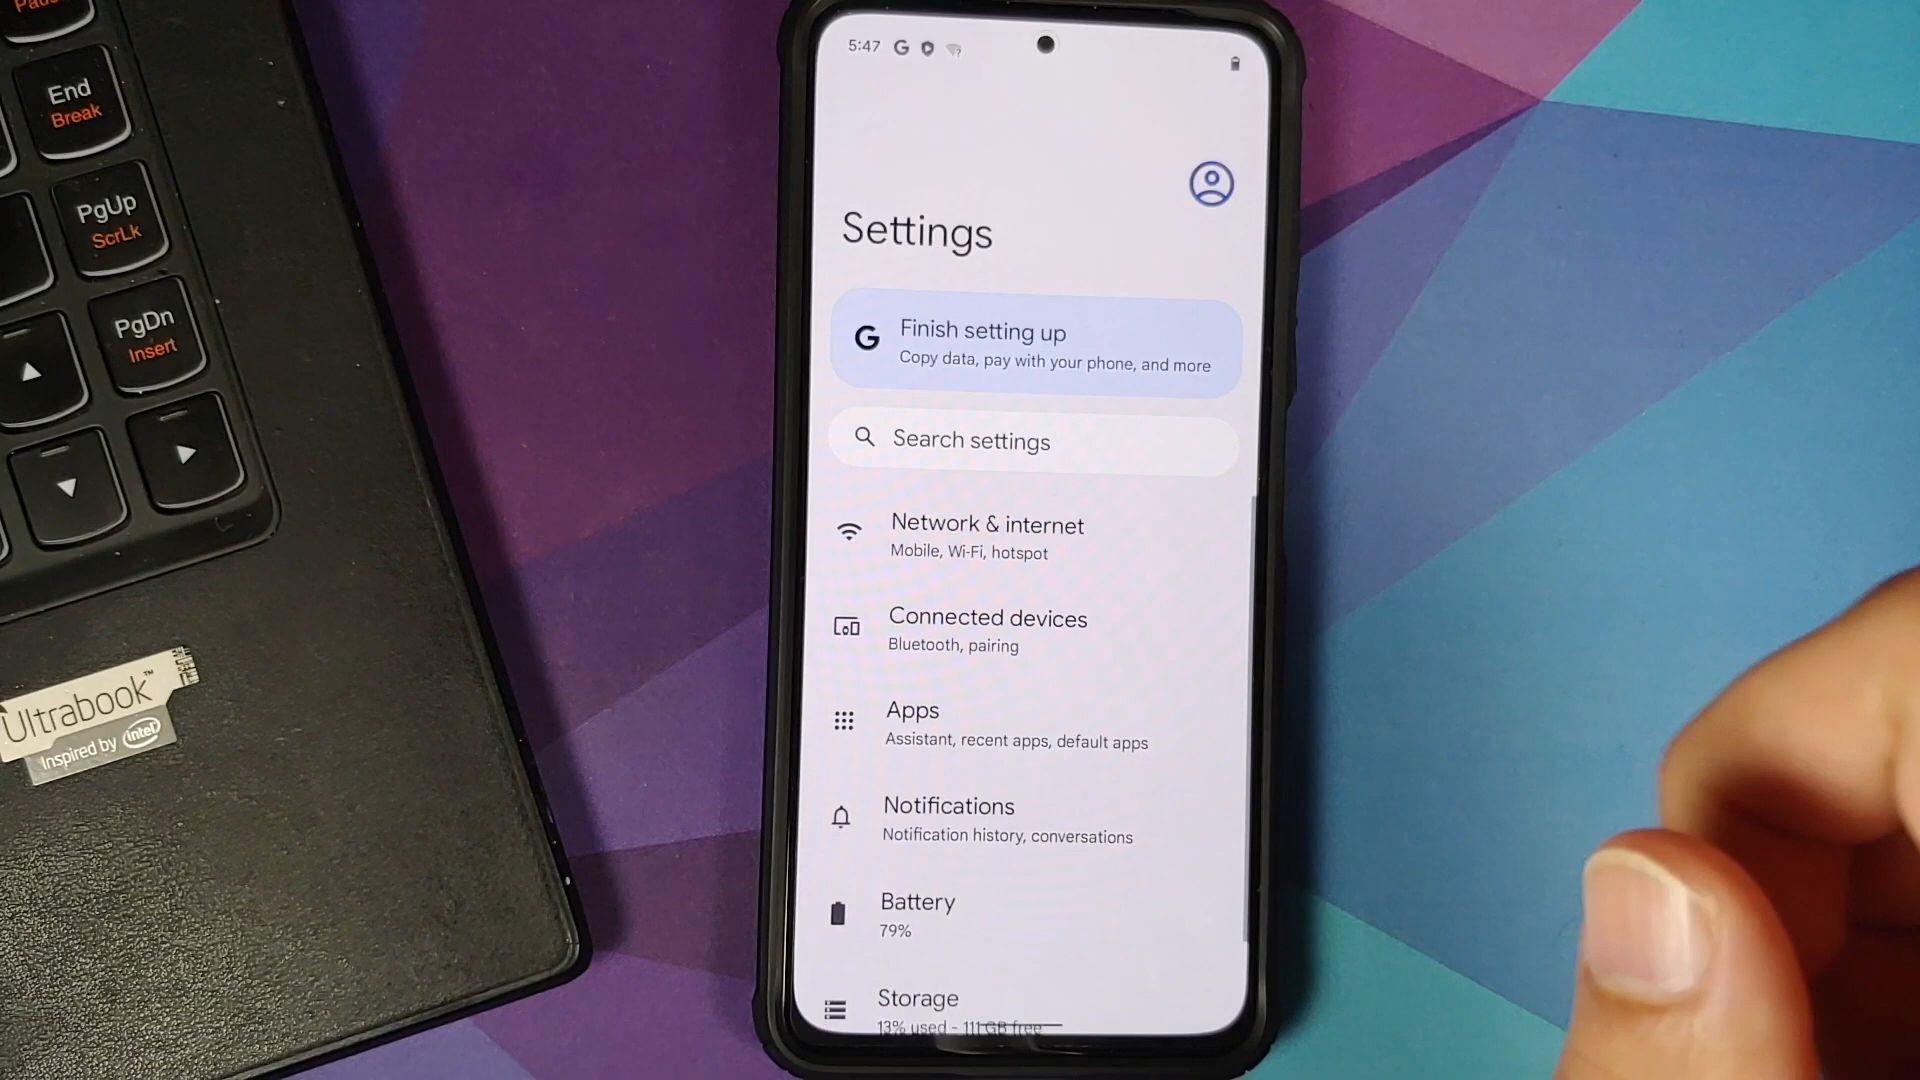 Pause
End
Break
PgUp
ScrLk
PgDn
Insert
Ultrabook™
Inspired by intel
5:47
Settings
G
Finish setting up
Copy data, pay with your phone, and more
Search settings
Network & internet
Mobile, Wi-Fi, hotspot
Connected devices
Bluetooth, pairing
Apps
Assistant, recent apps, default apps
Notifications
Notification history, conversations
Battery
79%
Storage
13% used - 111 GB free